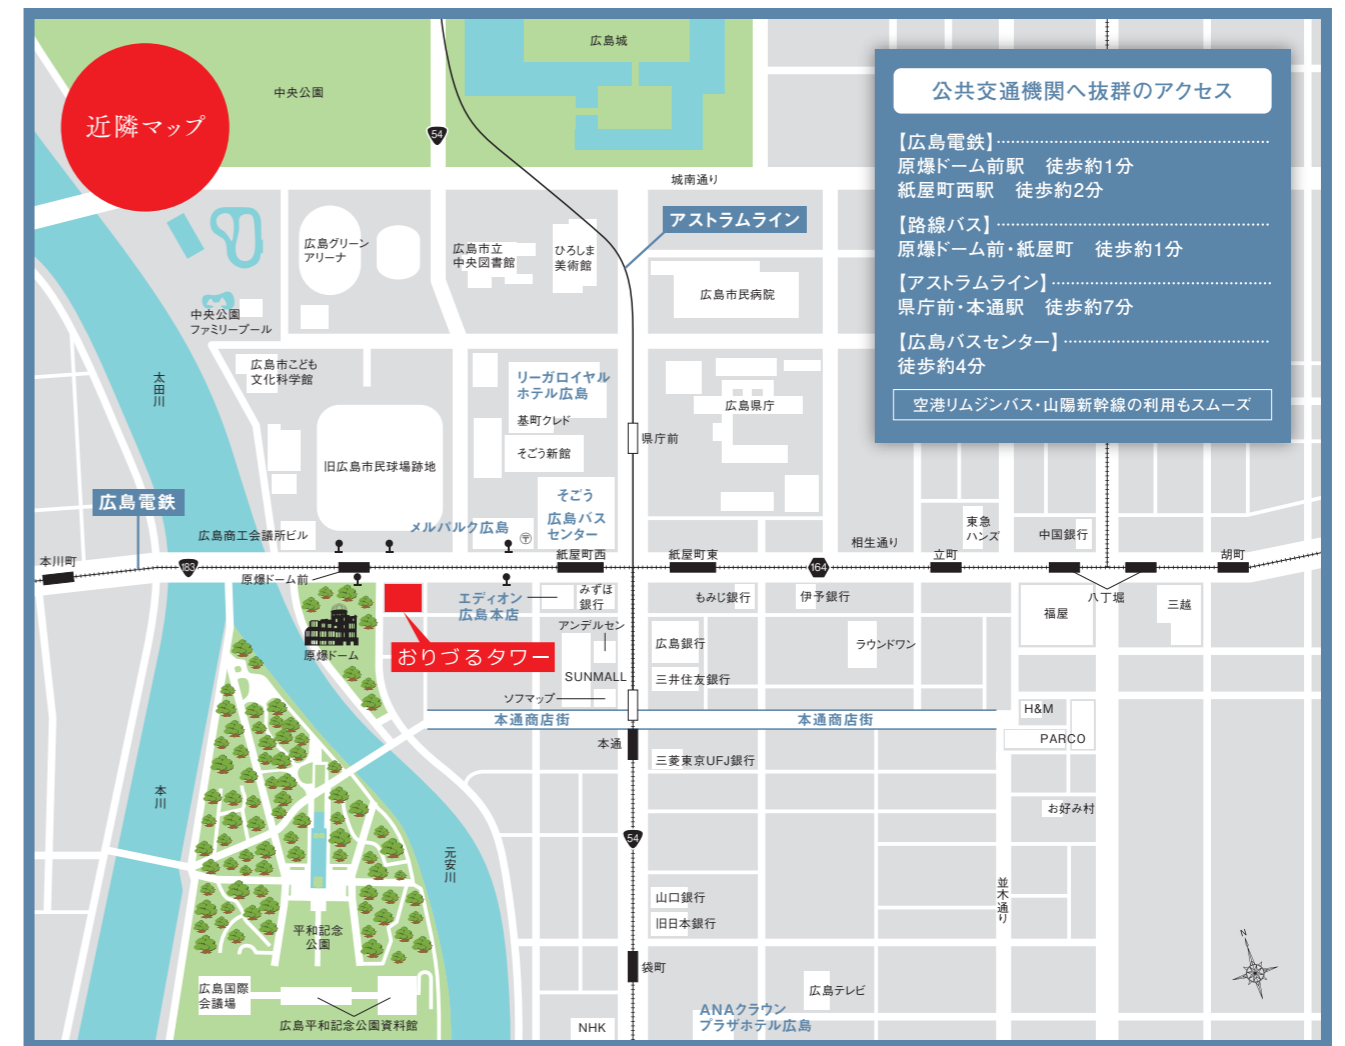 近隣マップ
中央公園
広島城
54
城南通り
アストラムライン
公共交通機関へ抜群のアクセス
【広島電鉄】
原爆ドーム前駅 徒歩約1分
紙屋町西駅 徒歩約2分
【路線バス】
原爆ドーム前・紙屋町 徒歩約1分
【アストラムライン】
県庁前・本通駅 徒歩約7分
【広島バスセンター】
徒歩約4分
空港リムジンバス・山陽新幹線の利用もスムーズ
広島グリーン
アリーナ
広島市立
中央図書館
ひろしま
美術館
広島市民病院
中央公園
ファミリープール
広島市こども
文化科学館
太田川
リーガロイヤル
ホテル広島
基町クレド
そごう新館
広島県庁
県庁前
旧広島市民球場跡地
そごう
広島バス
センター
広島電鉄
メルパルク広島
〒
広島商工会議所ビル
東急
ハンズ
中国銀行
相生通り
本川町
183
原爆ドーム前
紙屋町西
紙屋町東
164
立町
八丁堀
胡町
エディオン
広島本店
みずほ
銀行
もみじ銀行
伊予銀行
福屋
三越
アンデルセン
広島銀行
ラウンドワン
原爆ドーム
おりづるタワー
SUNMALL
三井住友銀行
ソフマップ
本通商店街
本通商店街
H&M
PARCO
本通
三菱東京UFJ銀行
本川
お好み村
54
元安川
並木通り
山口銀行
旧日本銀行
平和記念
公園
N
袋町
広島国際
会議場
広島テレビ
ANAクラウン
プラザホテル広島
広島平和記念公園資料館
NHK